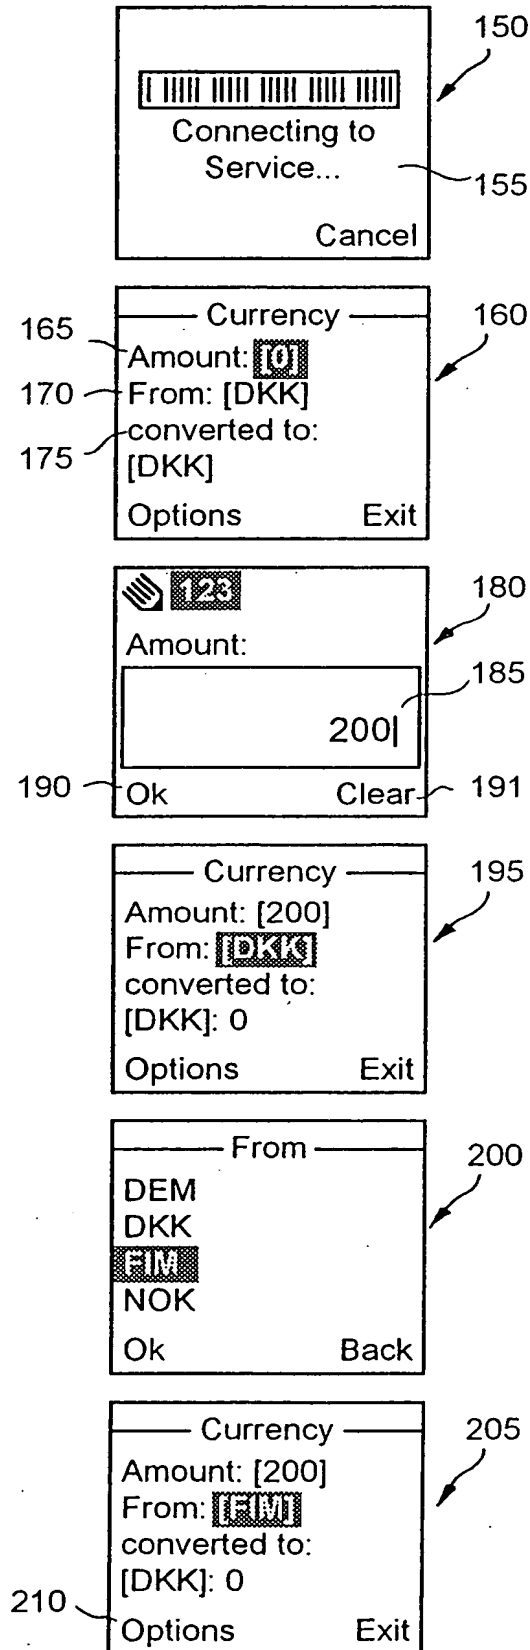 150
Connecting to
Service...
155
Cancel
Currency
160
165
Amount: [0]
170
From: [DKK]
175
converted to:
[DKK]
Options Exit
123
180
Amount:
185
200
190
Ok Clear
191
Currency
195
Amount: [200]
From: [DKK]
converted to:
[DKK]: 0
Options Exit
From
200
DEM
DKK
FIM
NOK
Ok Back
Currency
205
Amount: [200]
From: [FIM]
converted to:
[DKK]: 0
210
Options Exit